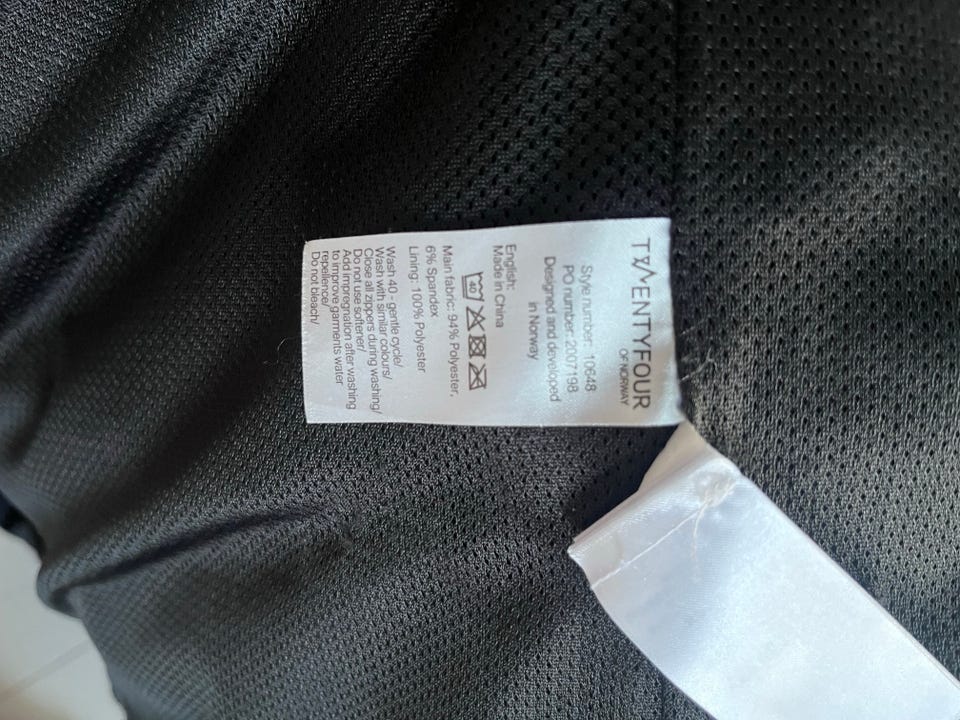 TWENTYFOUR
OF NORWAY
Style number: 110648
PO number: 2007198
Designed and developed
in Norway
English:
Made in China
40
Main fabric: 94% Polyester,
6% Spandex
Lining: 100% Polyester
Wash 40 - gentle cycle/
Wash with similar colours/
Close all zippers during washing/
Do not use softener/
Add impregnation after washing
to improve garments water
repellence/
Do not bleach/